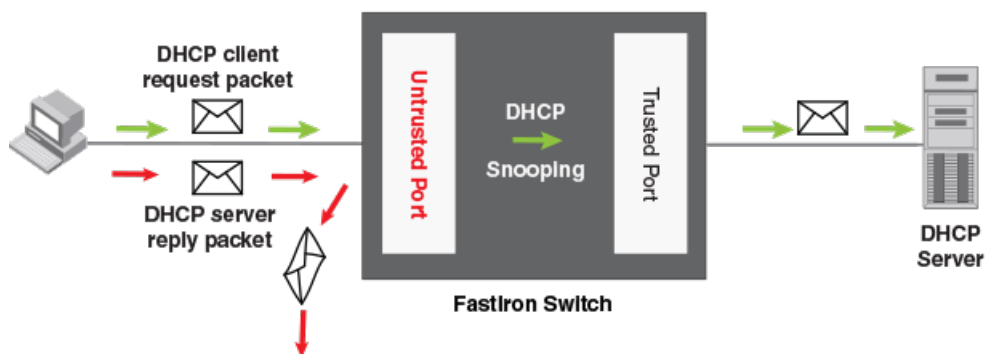 DHCP client
request packet
DHCP server
reply packet
Untrusted Port
DHCP
Snooping
Trusted Port
FastIron Switch
DHCP
Server